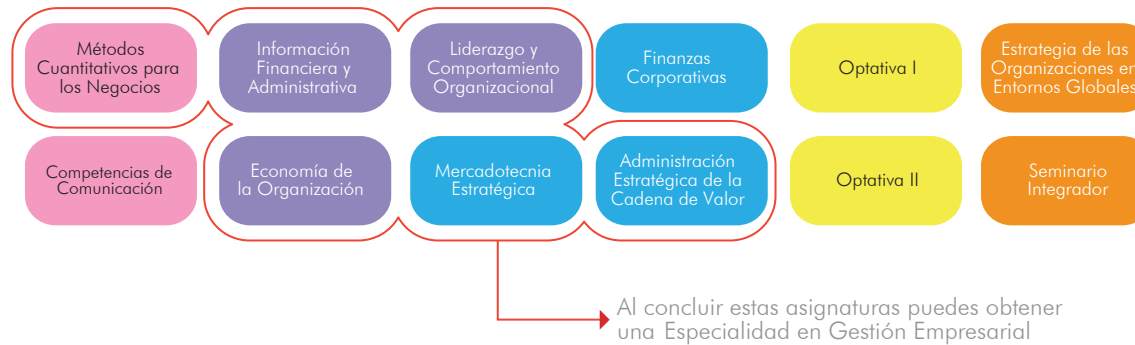 Métodos
Cuantitativos para
los Negocios
Información
Financiera y
Administrativa
Liderazgo y
Comportamiento
Organizacional
Finanzas
Corporativas
Optativa I
Estrategia de las
Organizaciones en
Entornos Globales
Competencias de
Comunicación
Economía de
la Organización
Mercadotecnia
Estratégica
Administración
Estratégica de la
Cadena de Valor
Optativa II
Seminario
Integrador
Al concluir estas asignaturas puedes obtener
una Especialidad en Gestión Empresarial